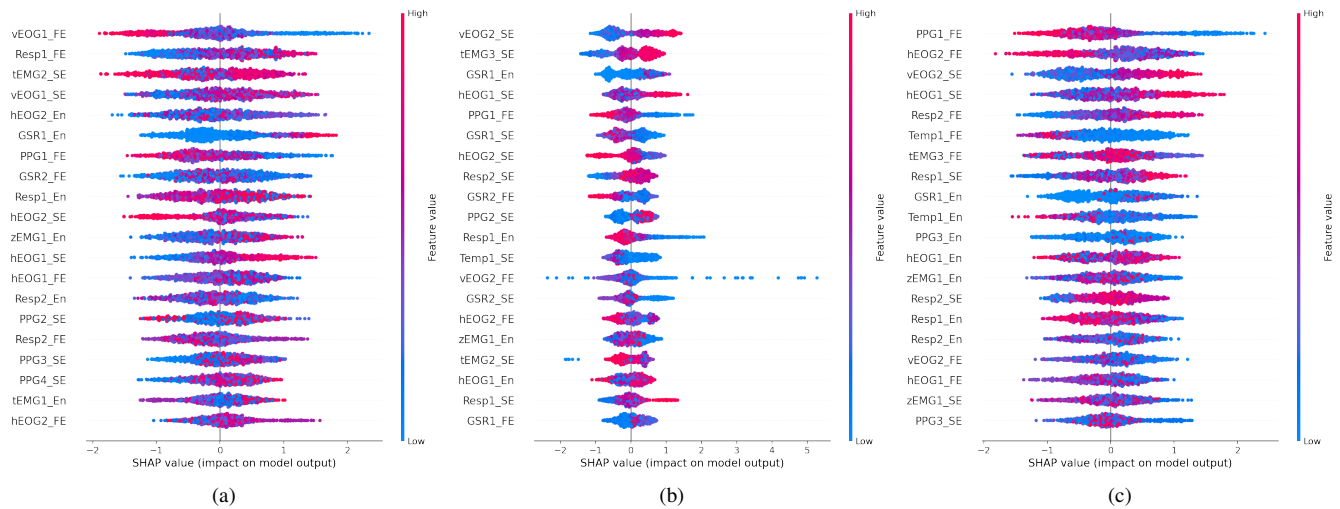 vEOG1_FE
Resp1_FE
tEMG2_SE
vEOG1_SE
hEOG2_En
GSR1_En
PPG1_FE
GSR2_FE
Resp1_En
hEOG2_SE
zEMG1_En
hEOG1_SE
hEOG1_FE
Resp2_En
PPG2_SE
Resp2_FE
PPG3_SE
PPG4_SE
tEMG1_En
hEOG2_FE
−2 −1 0 1 2
SHAP value (impact on model output)
High
Feature value
Low
(a)
vEOG2_SE
tEMG3_SE
GSR1_En
hEOG1_SE
PPG1_FE
GSR1_SE
hEOG2_SE
Resp2_SE
GSR2_FE
PPG2_SE
Resp1_En
Temp1_SE
vEOG2_FE
GSR2_SE
hEOG2_FE
zEMG1_En
tEMG2_SE
hEOG1_En
Resp1_SE
GSR1_FE
−2 −1 0 1 2 3 4 5
SHAP value (impact on model output)
High
Feature value
Low
(b)
PPG1_FE
hEOG2_FE
vEOG2_SE
hEOG1_SE
Resp2_FE
Temp1_FE
tEMG3_FE
Resp1_SE
GSR1_En
Temp1_En
PPG3_En
hEOG1_En
zEMG1_En
Resp2_SE
Resp1_En
Resp2_En
vEOG2_FE
hEOG1_FE
zEMG1_SE
PPG3_SE
−2 −1 0 1 2
SHAP value (impact on model output)
High
Feature value
Low
(c)